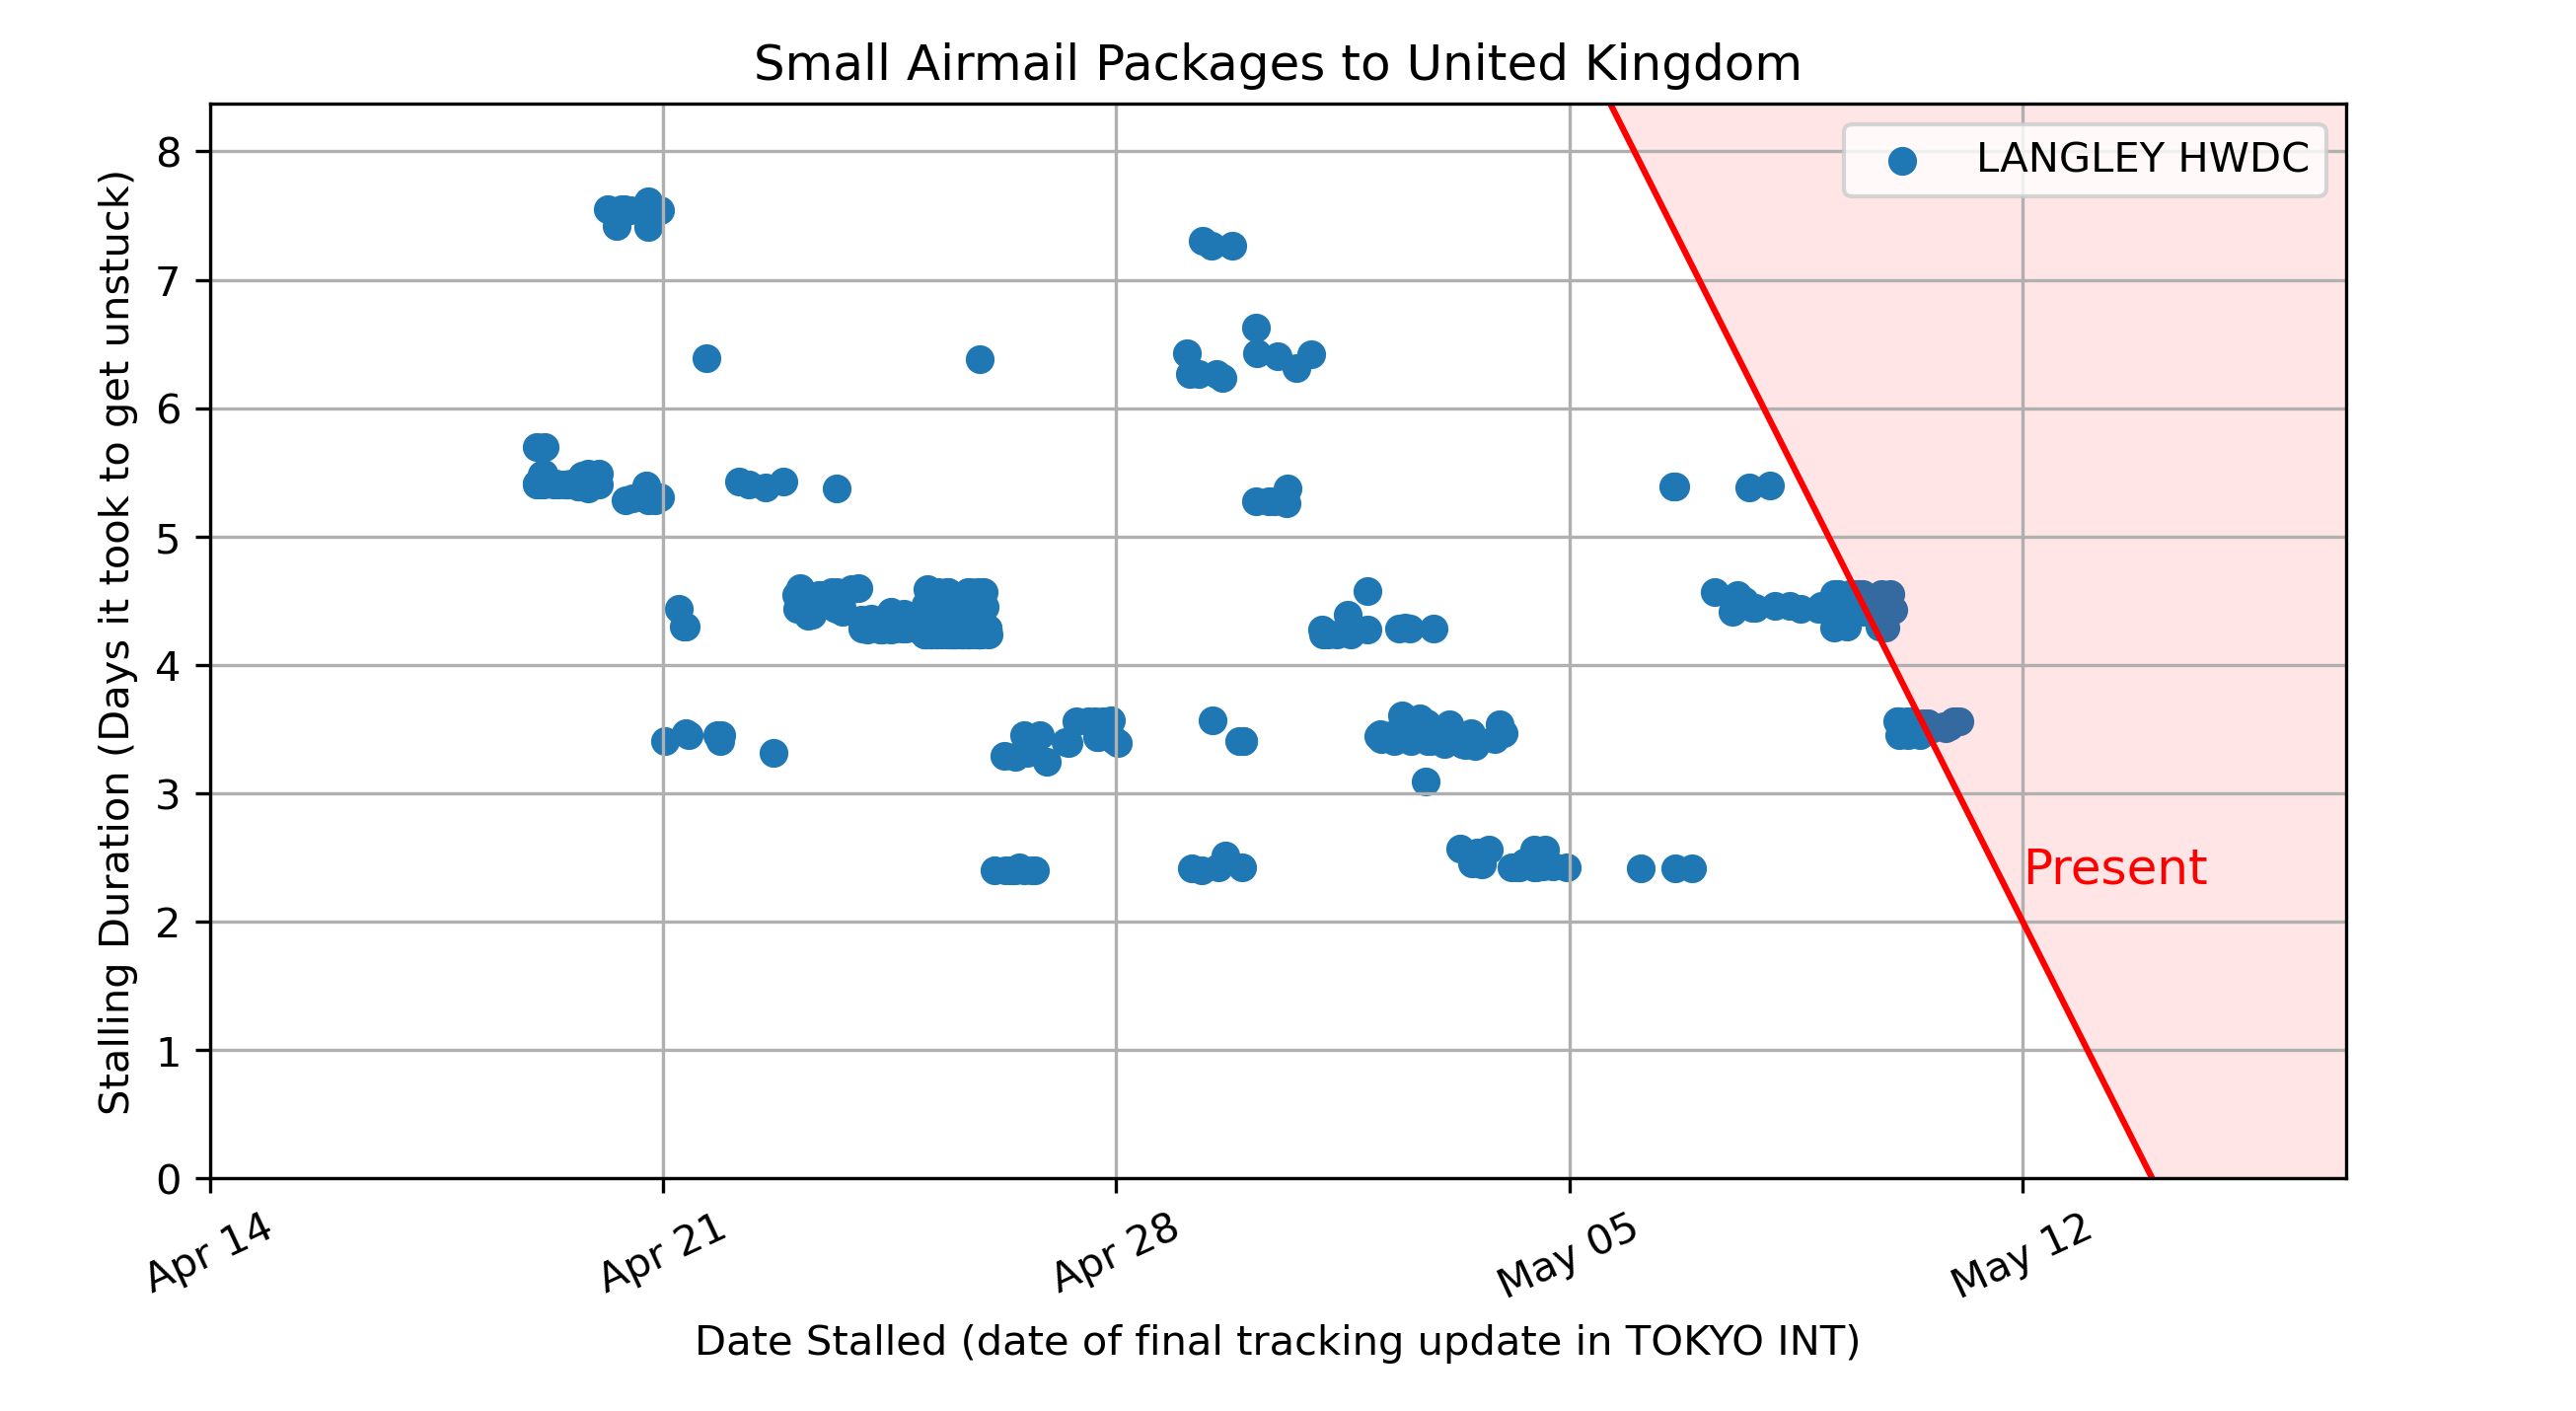 Small Airmail Packages to United Kingdom
LANGLEY HWDC
Stalling Duration (Days it took to get unstuck)
8
7
6
5
4
3
2
1
0
Present
Apr 14
Apr 21
Apr 28
May 05
May 12
Date Stalled (date of final tracking update in TOKYO INT)